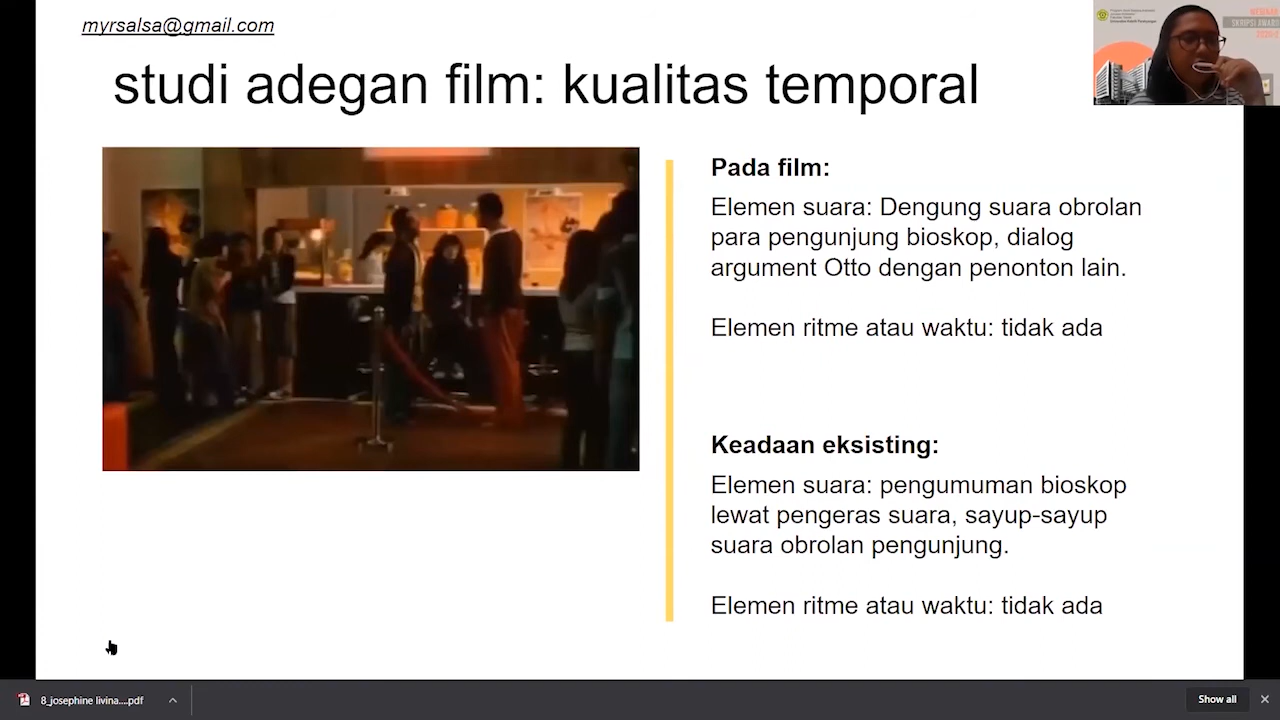 myrsalsa@gmail.com
studi adegan film: kualitas temporal
Pada film:
Elemen suara: Dengung suara obrolan
para pengunjung bioskop, dialog
argument Otto dengan penonton lain.
Elemen ritme atau waktu: tidak ada
Keadaan eksisting:
Elemen suara: pengumuman bioskop
lewat pengeras suara, sayup-sayup
suara obrolan pengunjung.
Elemen ritme atau waktu: tidak ada
SKRIPSI AWARD
8_josephine livina....pdf
Show all